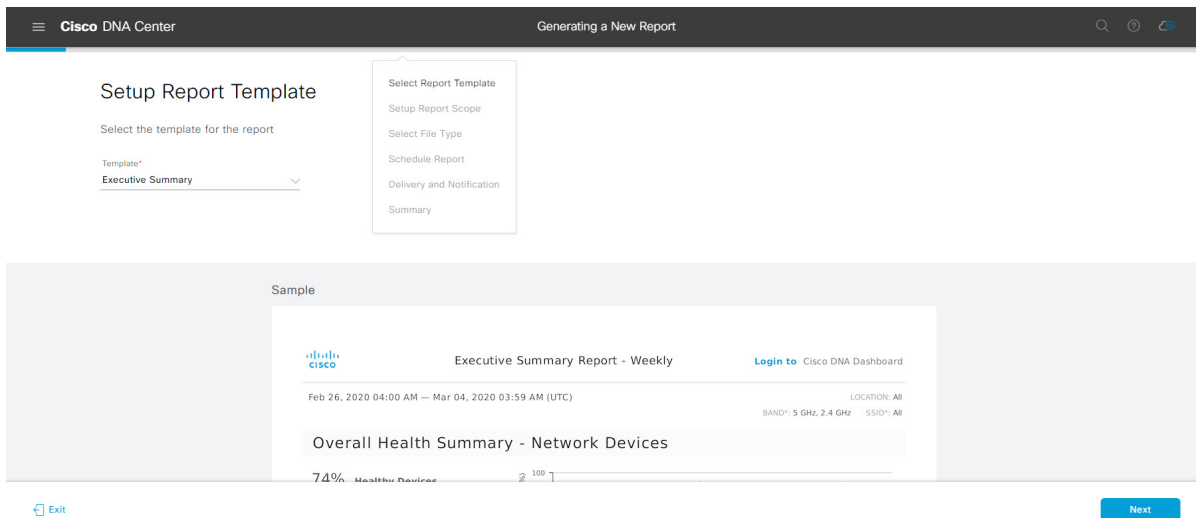 Cisco DNA Center
Generating a New Report
Setup Report Template
Select the template for the report
Template*
Executive Summary
Select Report Template
Setup Report Scope
Select File Type
Schedule Report
Delivery and Notification
Summary
Sample
CISCO
Executive Summary Report - Weekly
Login to Cisco DNA Dashboard
Feb 26, 2020 04:00 AM — Mar 04, 2020 03:59 AM (UTC)
LOCATION: All
BAND*: 5 GHz, 2.4 GHz SSID*: All
Overall Health Summary - Network Devices
74% Healthy Devices
100
Exit
Next